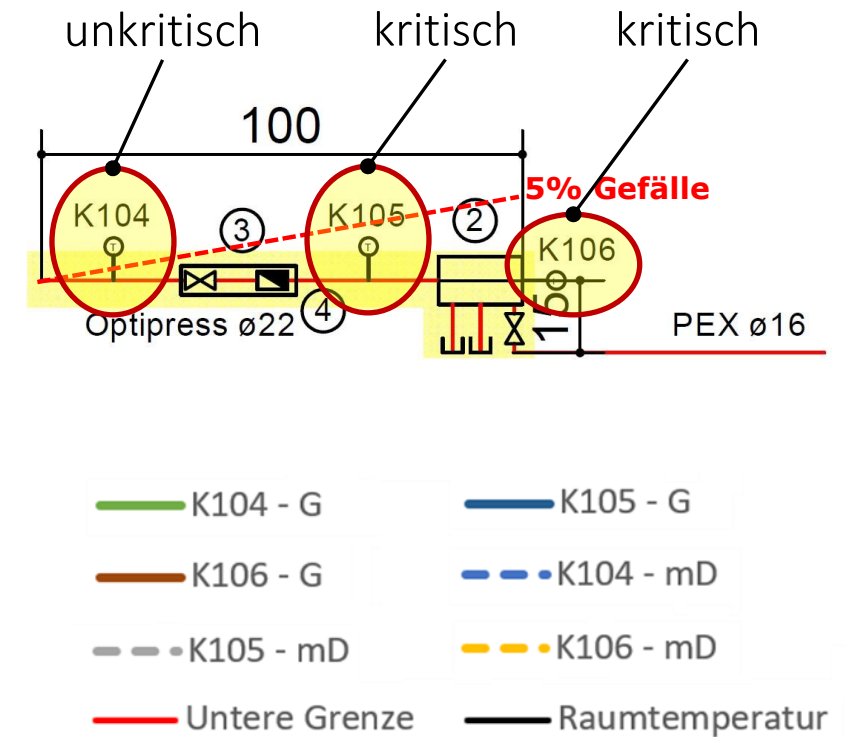 unkritisch kritisch kritisch
100
5% Gefälle
K104 K105 2
3 K106
T T T
4 150
Optipress ø22 PEX ø16
K104 - G K105 - G
K106 - G K104 - mD
K105 - mD K106 - mD
Untere Grenze Raumtemperatur